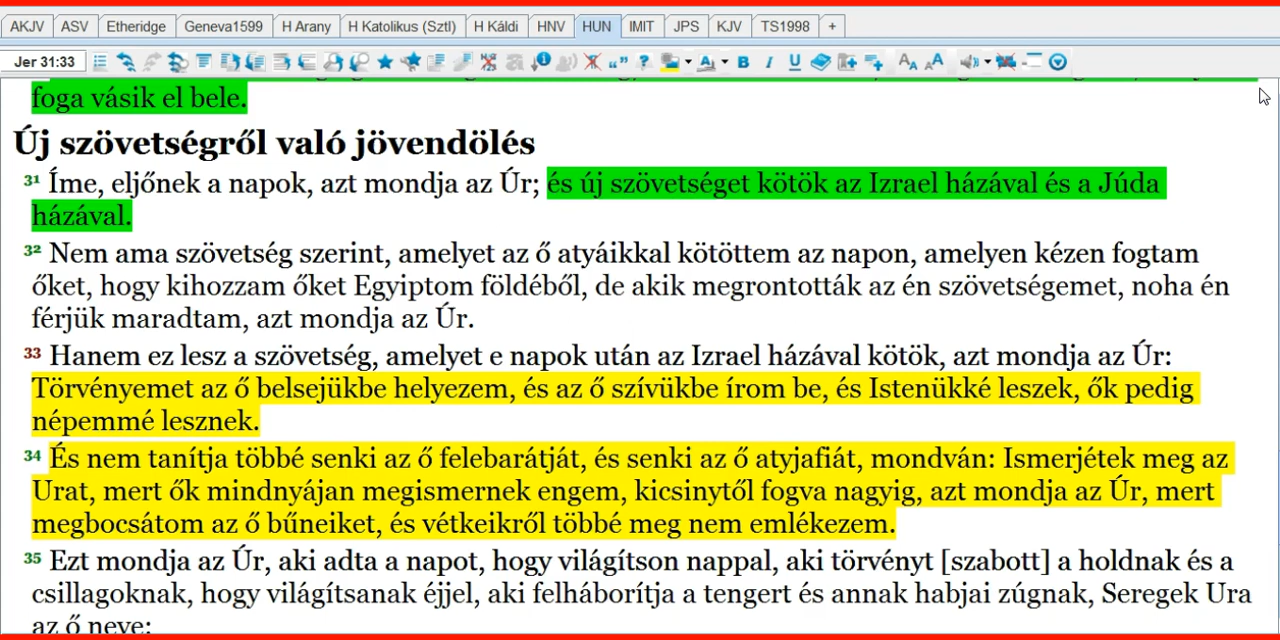 AKJV ASV Etheridge Geneva1599 H Arany H Katolikus (Sztl) H Káldi HNV HUN IMIT JPS KJV TS1998 +
Jer 31:33
foga vásik el bele.
Új szövetségről való jövendölés
31 Íme, eljőnek a napok, azt mondja az Úr; és új szövetséget kötök az Izrael házával és a Júda
házával.
32 Nem ama szövetség szerint, amelyet az ő atyáikkal kötöttem az napon, amelyen kézen fogtam
őket, hogy kihozzam őket Egyiptom földéből, de akik megrontották az én szövetségemet, noha én
férjük maradtam, azt mondja az Úr.
33 Hanem ez lesz a szövetség, amelyet e napok után az Izrael házával kötök, azt mondja az Úr:
Törvényemet az ő belsejükbe helyezem, és az ő szívükbe írom be, és Istenükké leszek, ők pedig
népemmé lesznek.
34 És nem tanítja többé senki az ő felebarátját, és senki az ő atyjafiát, mondván: Ismerjétek meg az
Urat, mert ők mindnyájan megismernek engem, kicsinytől fogva nagyig, azt mondja az Úr, mert
megbocsátom az ő bűneiket, és vétkeikről többé meg nem emlékezem.
35 Ezt mondja az Úr, aki adta a napot, hogy világítson nappal, aki törvényt [szabott] a holdnak és a
csillagoknak, hogy világítsanak éjjel, aki felháborítja a tengert és annak habjai zúgnak, Seregek Ura
az ő neve: